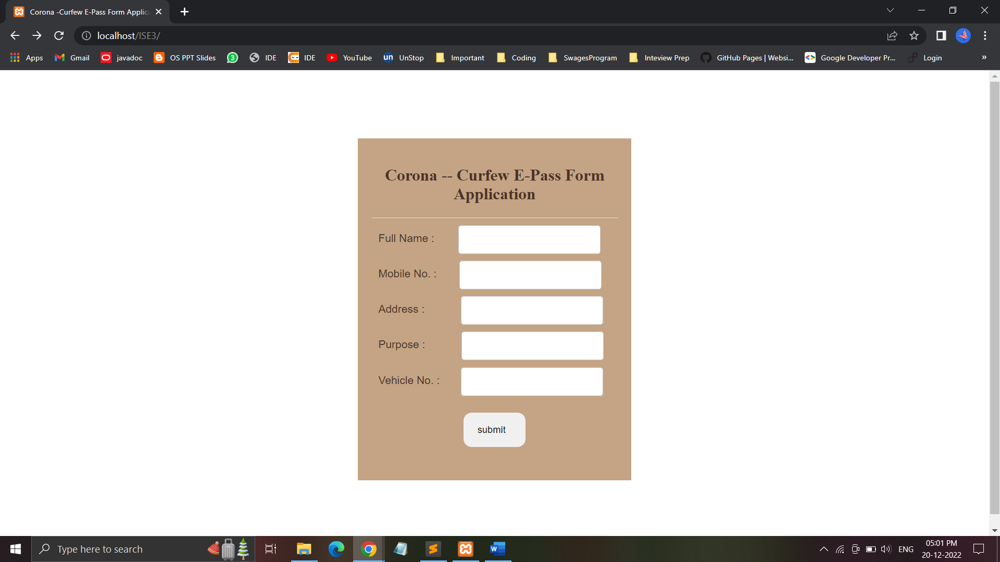 Corona -Curfew E-Pass Form Applic
localhost/ISE3/
Apps
Gmail
javadoc
OS PPT Slides
3
IDE
IDE
YouTube
un UnStop
Important
Coding
SwagesProgram
Inteview Prep
GitHub Pages | Websi...
Google Developer Pr...
Login
»
Corona -- Curfew E-Pass Form
Application
Full Name :
Mobile No. :
Address :
Purpose :
Vehicle No. :
submit
Type here to search
W
ENG
05:01 PM
20-12-2022